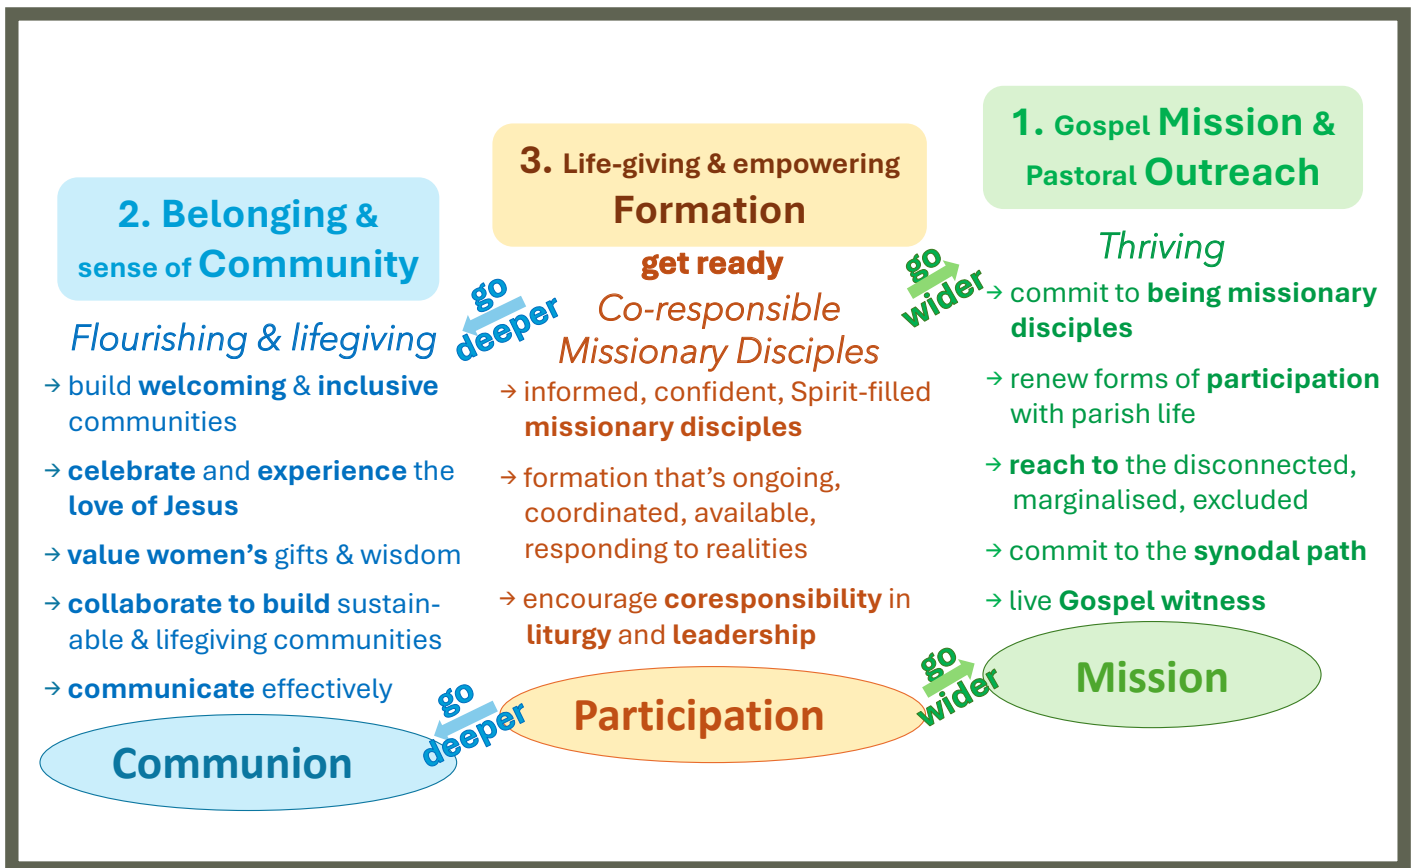 2. Belonging &
sense of Community
Flourishing & lifegiving
→ build welcoming & inclusive
communities
→ celebrate and experience the
love of Jesus
→ value women's gifts & wisdom
→ collaborate to build sustain-
able & lifegiving communities
→ communicate effectively
Communion
go
deeper
go
deeper
3. Life-giving & empowering
Formation
get ready
Co-responsible
Missionary Disciples
→ informed, confident, Spirit-filled
missionary disciples
→ formation that's ongoing,
coordinated, available,
responding to realities
→ encourage coresponsibility in
liturgy and leadership
Participation
go
wider
go
wider
1. Gospel Mission &
Pastoral Outreach
Thriving
→ commit to being missionary
disciples
→ renew forms of participation
with parish life
→ reach to the disconnected,
marginalised, excluded
→ commit to the synodal path
→ live Gospel witness
Mission